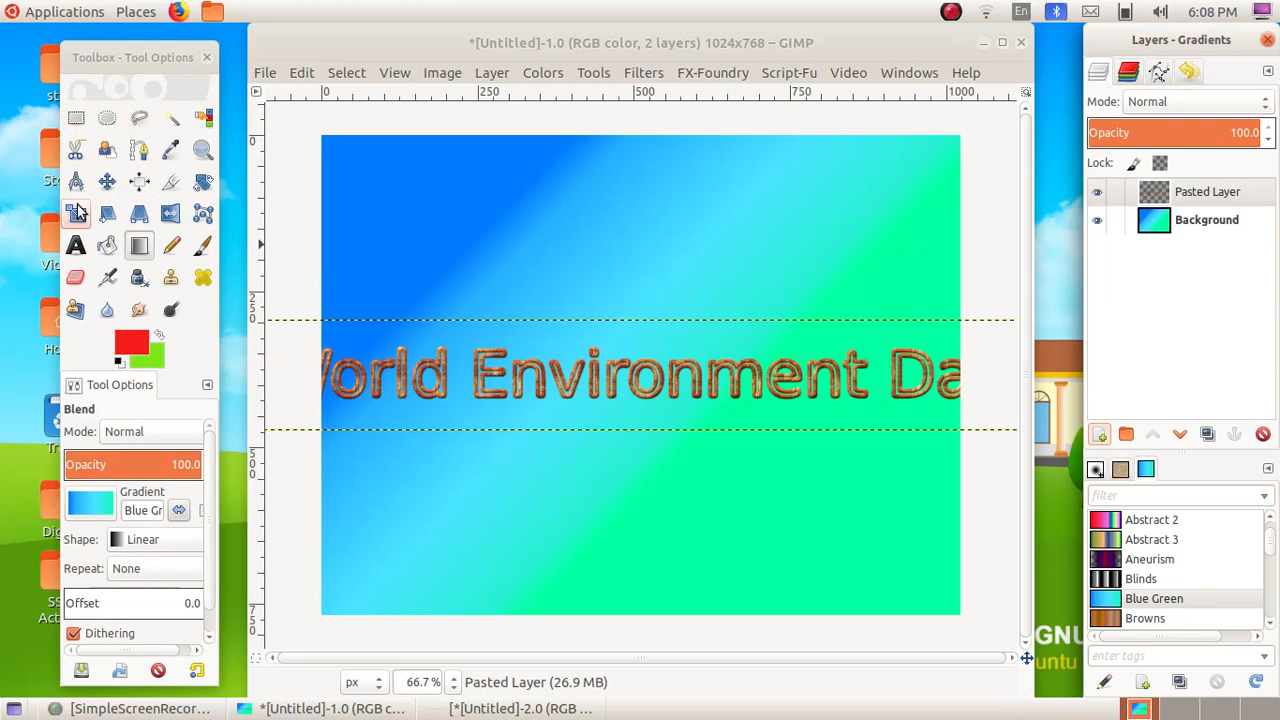 Applications Places En 6:08 PM
Toolbox - Tool Options
*[Untitled]-1.0 (RGB color, 2 layers) 1024x768 – GIMP
Layers - Gradients
File Edit Select View Image Layer Colors Tools Filters FX-Foundry Script-Fu Video Windows Help
0 250 500 750 1000
Mode: Normal
Opacity 100.0
Lock:
Pasted Layer
Background
World Environment Da
Tool Options
Blend
Mode: Normal
Opacity 100.0
Gradient
Blue Gr
Shape: Linear
Repeat: None
Offset 0.0
Dithering
filter
Abstract 2
Abstract 3
Aneurism
Blinds
Blue Green
Browns
enter tags
GNU
untu
px 66.7 % Pasted Layer (26.9 MB)
[SimpleScreenRecor... *[Untitled]-1.0 (RGB c... [*[Untitled]-2.0 (RGB ...